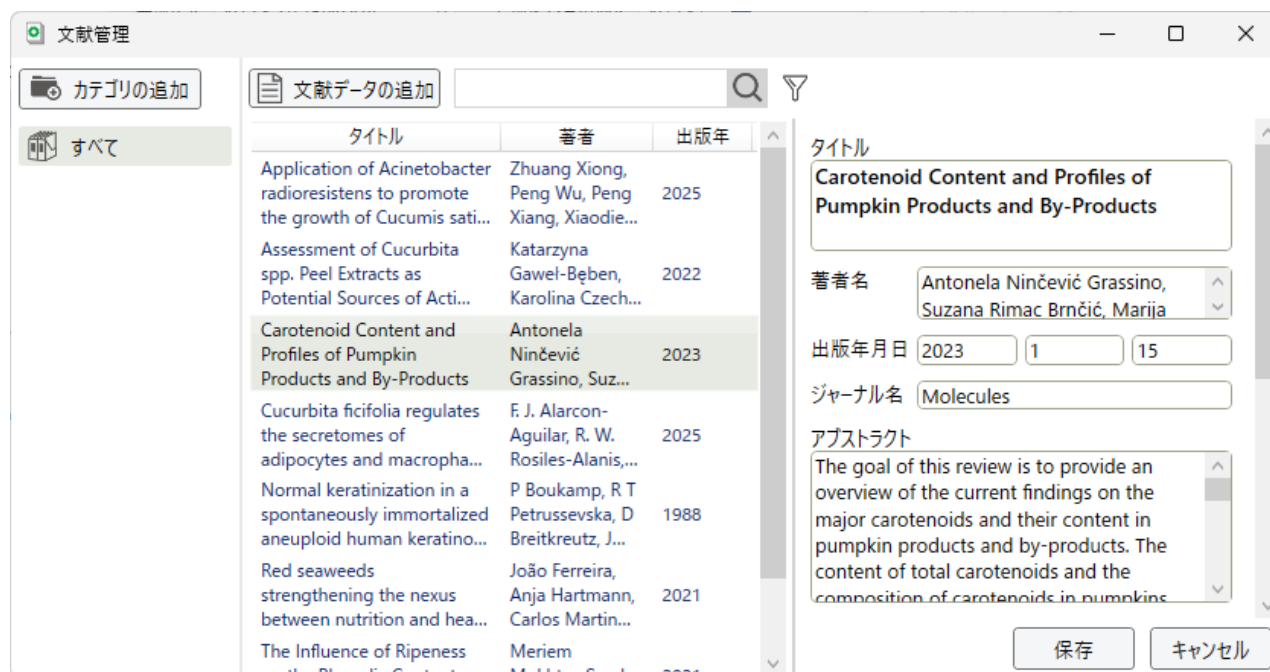 文献管理
カテゴリの追加
文献データの追加
すべて
タイトル 著者 出版年
Application of Acinetobacter
radioresistens to promote
the growth of Cucumis sati...
Zhuang Xiong,
Peng Wu, Peng
Xiang, Xiaodie...
2025
Assessment of Cucurbita
spp. Peel Extracts as
Potential Sources of Acti...
Katarzyna
Gaweł-Bęben,
Karolina Czech...
2022
Carotenoid Content and
Profiles of Pumpkin
Products and By-Products
Antonela
Ninčević
Grassino, Suz...
2023
Cucurbita ficifolia regulates
the secretomes of
adipocytes and macropha...
F. J. Alarcon-
Aguilar, R. W.
Rosiles-Alanis,...
2025
Normal keratinization in a
spontaneously immortalized
aneuploid human keratino...
P Boukamp, R T
Petrussevska, D
Breitkreutz, J...
1988
Red seaweeds
strengthening the nexus
between nutrition and hea...
João Ferreira,
Anja Hartmann,
Carlos Martin...
2021
The Influence of Ripeness
Meriem
タイトル
Carotenoid Content and Profiles of
Pumpkin Products and By-Products
著者名
Antonela Ninčević Grassino,
Suzana Rimac Brnčić, Marija
出版年月日 2023 1 15
ジャーナル名 Molecules
アブストラクト
The goal of this review is to provide an
overview of the current findings on the
major carotenoids and their content in
pumpkin products and by-products. The
content of total carotenoids and the
composition of carotenoids in pumpkins
保存 キャンセル